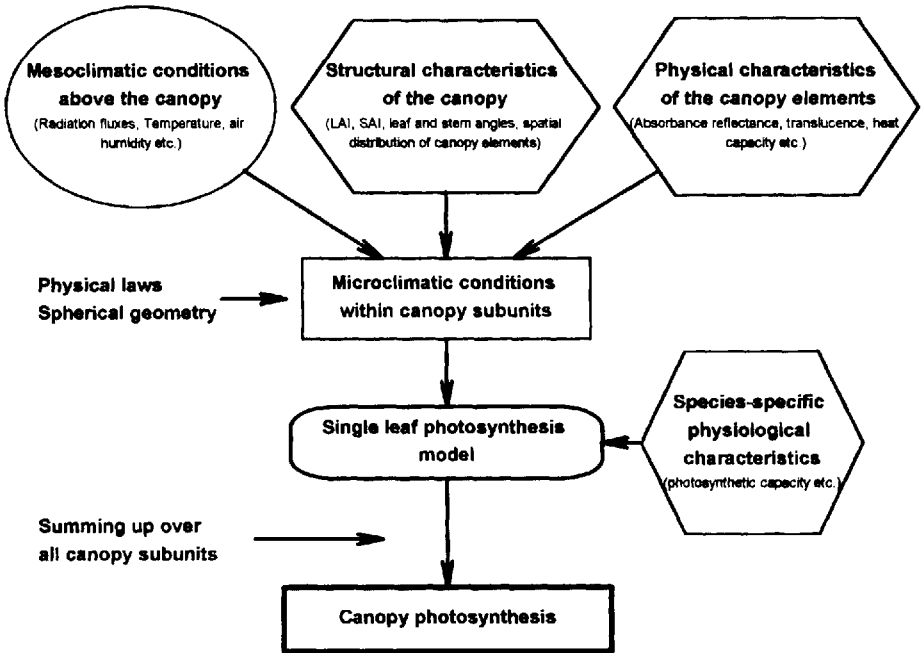 Mesoclimatic conditions
above the canopy
(Radiation fluxes, Temperature, air
humidity etc.)
Structural characteristics
of the canopy
(LAI, SAI, leaf and stem angles, spatial
distribution of canopy elements)
Physical characteristics
of the canopy elements
(Absorbance reflectance, translucence, heat
capacity etc.)
Physical laws
Spherical geometry
Microclimatic conditions
within canopy subunits
Single leaf photosynthesis
model
Species-specific
physiological
characteristics
(photosynthetic capacity etc.)
Summing up over
all canopy subunits
Canopy photosynthesis